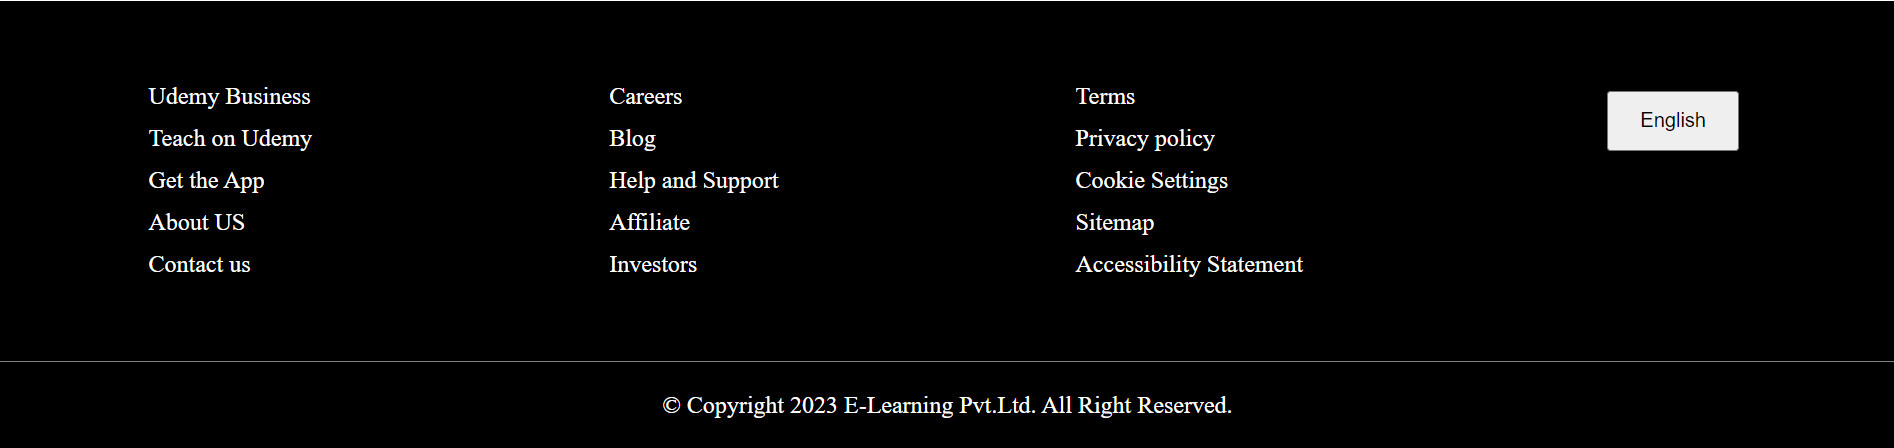 Udemy Business
Teach on Udemy
Get the App
About US
Contact us
Careers
Blog
Help and Support
Affiliate
Investors
Terms
Privacy policy
Cookie Settings
Sitemap
Accessibility Statement
English
© Copyright 2023 E-Learning Pvt.Ltd. All Right Reserved.